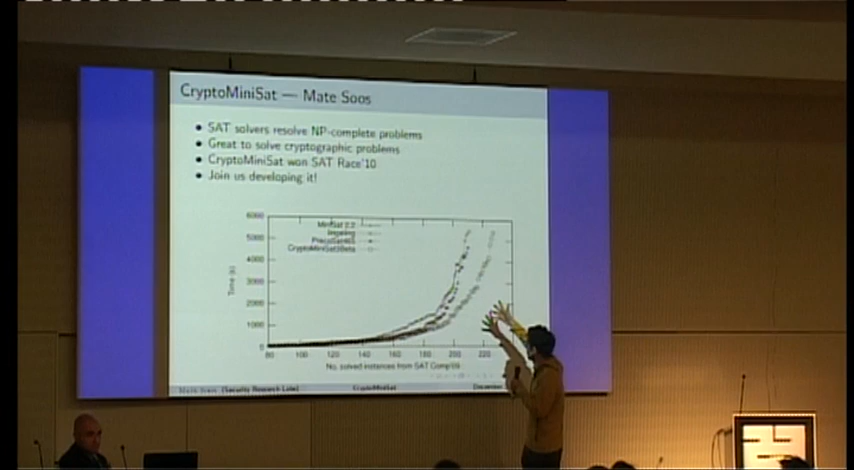 CryptoMiniSat — Mate Soos
SAT solvers resolve NP-complete problems
Great to solve cryptographic problems
CryptoMiniSat won SAT Race'10
Join us developing it!
6000
5000
4000
3000
2000
1000
0
Time (s)
MiniSat 2.2
lingeling
PrecoSat465
CryptoMiniSat3Beta
80 100 120 140 160 180 200 220
No. solved instances from SAT Comp'09
Mate Soos (Security Research Labs) CryptoMiniSat December